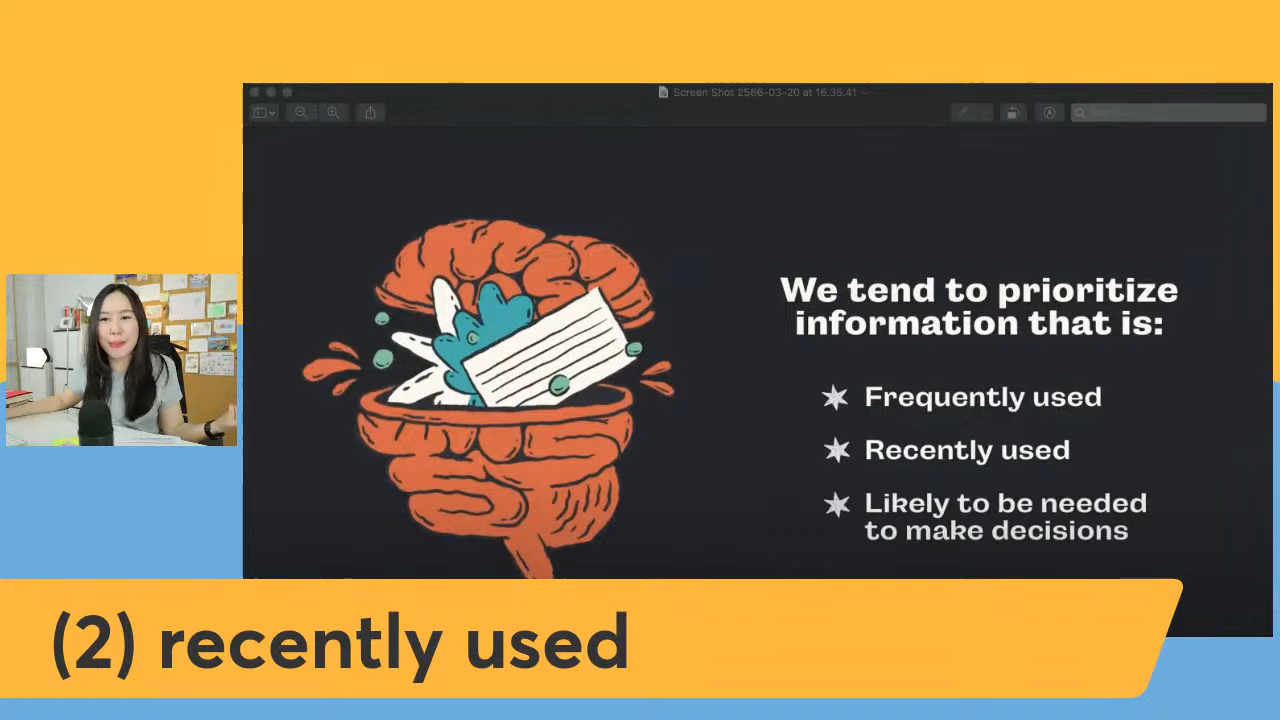 Screen Shot 2566-03-20 at 16.35.41
We tend to prioritize
information that is:
Frequently used
Recently used
Likely to be needed
to make decisions
(2) recently used